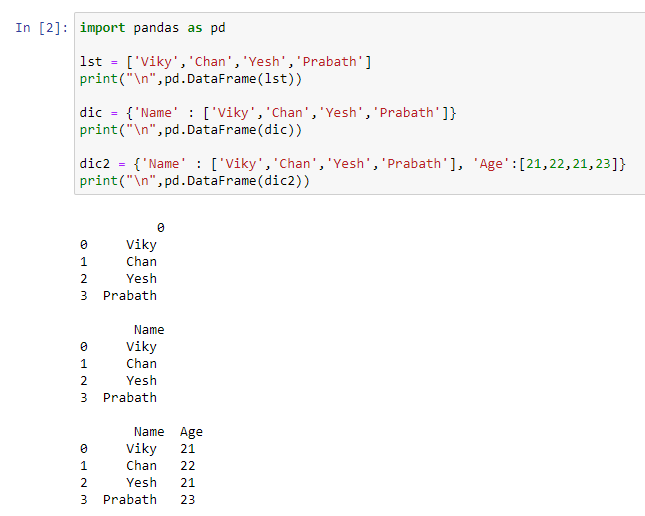 In [2]: import pandas as pd
lst = ['Viky','Chan','Yesh','Prabath']
print("\n",pd.DataFrame(lst))
dic = {'Name' : ['Viky','Chan','Yesh','Prabath']}
print("\n",pd.DataFrame(dic))
dic2 = {'Name' : ['Viky','Chan','Yesh','Prabath'], 'Age':[21,22,21,23]}
print("\n",pd.DataFrame(dic2))
0
0 Viky
1 Chan
2 Yesh
3 Prabath
Name
0 Viky
1 Chan
2 Yesh
3 Prabath
Name Age
0 Viky 21
1 Chan 22
2 Yesh 21
3 Prabath 23